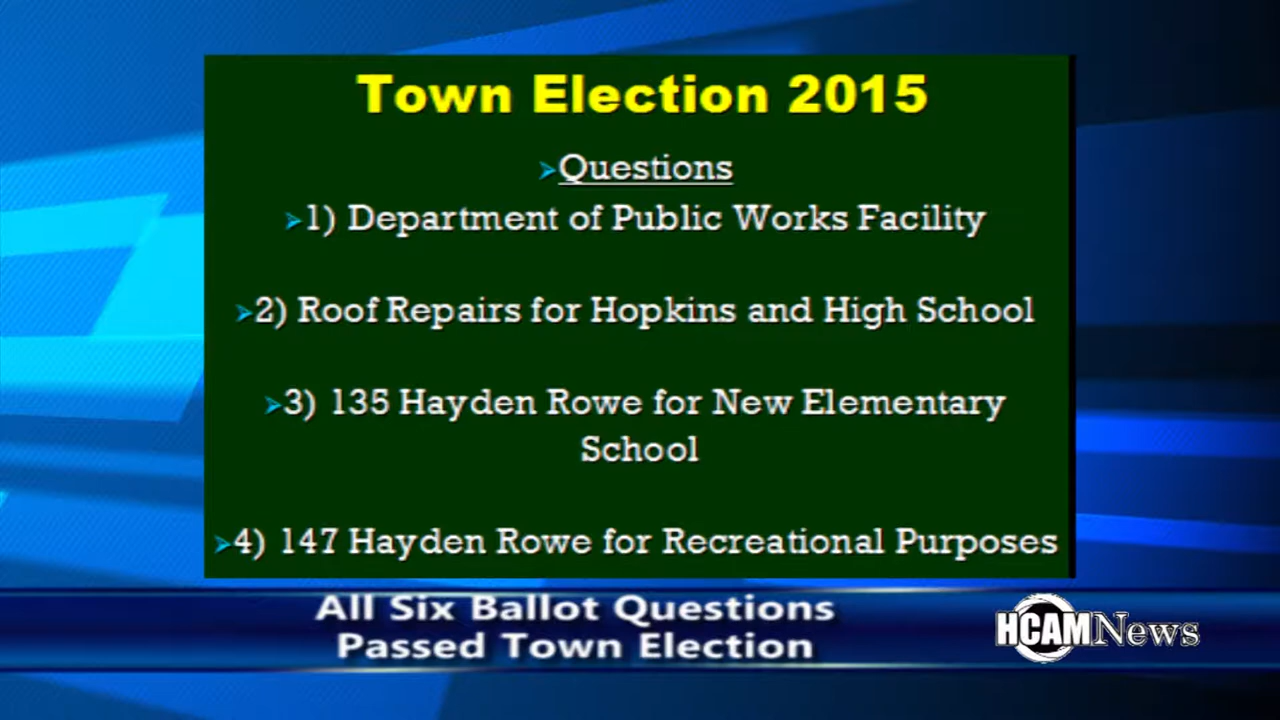 Town Election 2015
➢Questions
➢1) Department of Public Works Facility
➢2) Roof Repairs for Hopkins and High School
➢3) 135 Hayden Rowe for New Elementary
School
➢4) 147 Hayden Rowe for Recreational Purposes
All Six Ballot Questions
Passed Town Election
HCAMNews